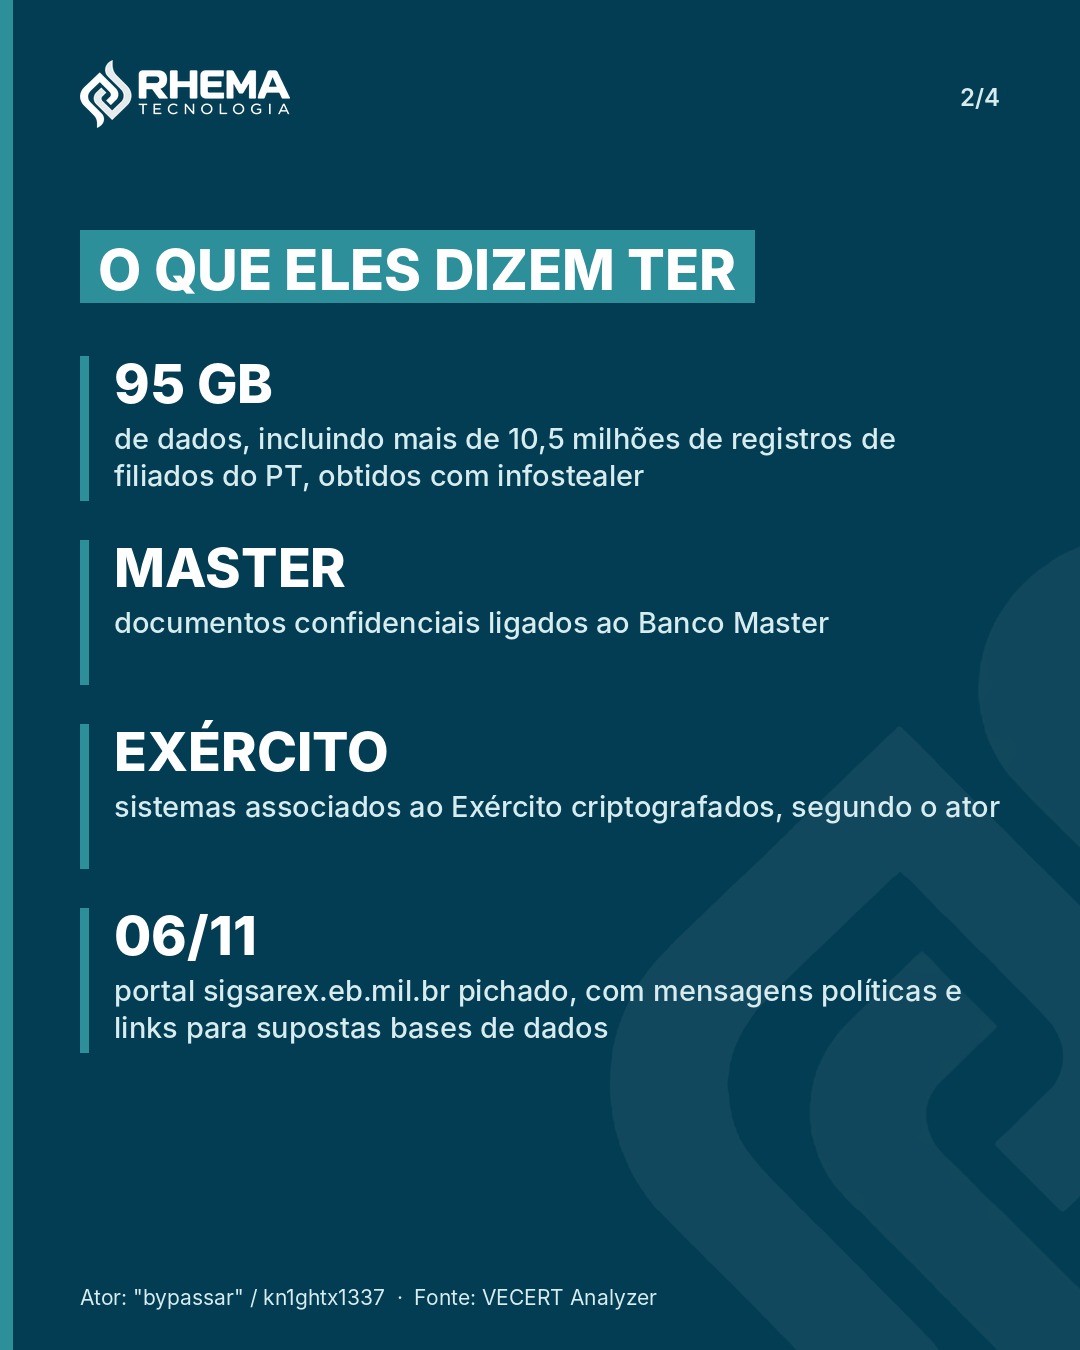 RHEMA
TECNOLOGIA
2/4
O QUE ELES DIZEM TER
95 GB
de dados, incluindo mais de 10,5 milhões de registros de
filiados do PT, obtidos com infostealer
MASTER
documentos confidenciais ligados ao Banco Master
EXÉRCITO
sistemas associados ao Exército criptografados, segundo o ator
06/11
portal sigsarex.eb.mil.br pichado, com mensagens políticas e
links para supostas bases de dados
Ator: "bypassar" / kn1ghtx1337 · Fonte: VECERT Analyzer